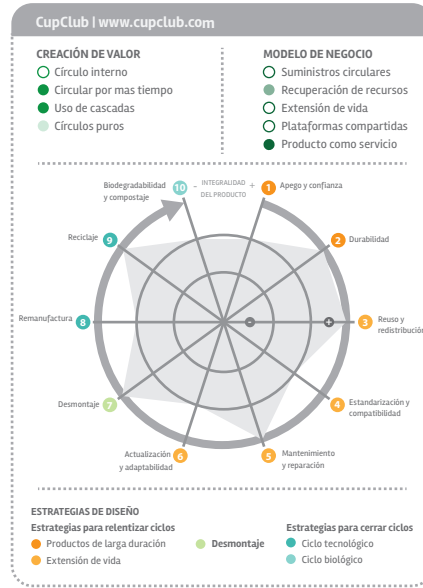 CupClub | www.cupclub.com
CREACIÓN DE VALOR
Círculo interno
Circular por mas tiempo
Uso de cascadas
Círculos puros
MODELO DE NEGOCIO
Suministros circulares
Recuperación de recursos
Extensión de vida
Plataformas compartidas
Producto como servicio
- INTEGRALIDAD +
DEL PRODUCTO
1 Apego y confianza
2 Durabilidad
3 Reuso y
redistribución
4 Estandarización y
compatibilidad
5 Mantenimiento
y reparación
6 Actualización
y adaptabilidad
7 Desmontaje
8 Remanufactura
9 Reciclaje
10 Biodegradabilidad
y compostaje
- +
ESTRATEGIAS DE DISEÑO
Estrategias para relentizar ciclos
Productos de larga duración
Extensión de vida
Desmontaje
Estrategias para cerrar ciclos
Ciclo tecnológico
Ciclo biológico